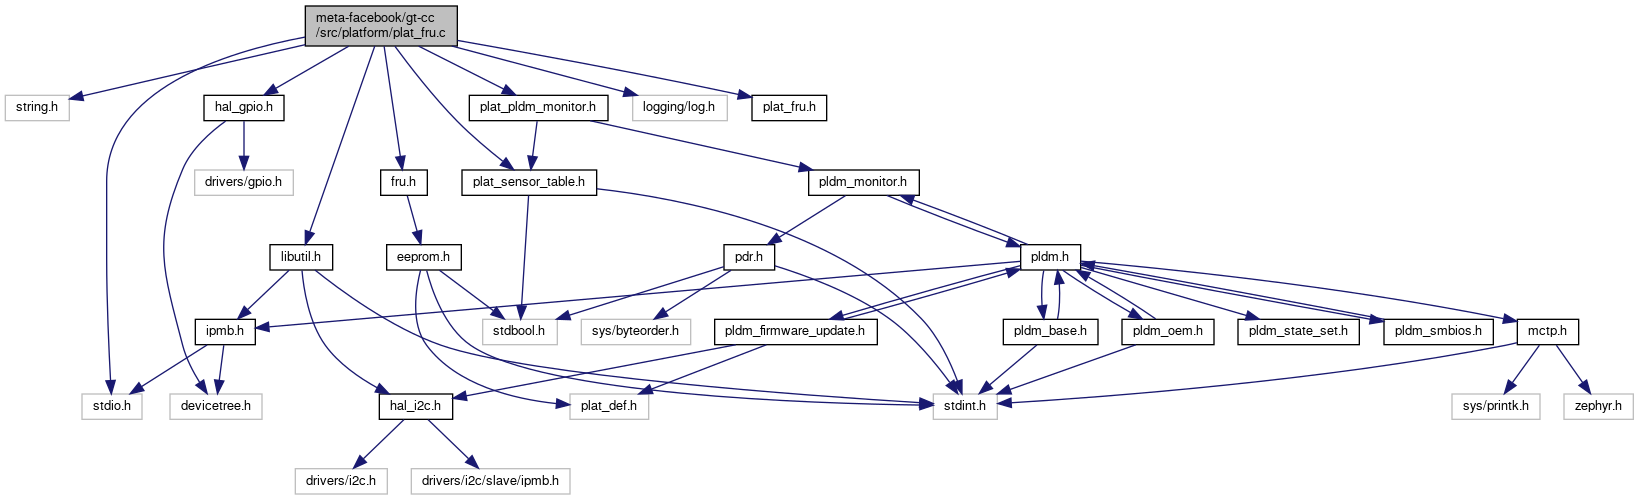 meta-facebook/gt-cc
/src/platform/plat_fru.c
string.h
hal_gpio.h
plat_pldm_monitor.h
logging/log.h
plat_fru.h
drivers/gpio.h
fru.h
plat_sensor_table.h
pldm_monitor.h
libutil.h
eeprom.h
pdr.h
pldm.h
ipmb.h
stdbool.h
sys/byteorder.h
pldm_firmware_update.h
pldm_base.h
pldm_oem.h
pldm_state_set.h
pldm_smbios.h
mctp.h
stdio.h
devicetree.h
hal_i2c.h
plat_def.h
stdint.h
sys/printk.h
zephyr.h
drivers/i2c.h
drivers/i2c/slave/ipmb.h